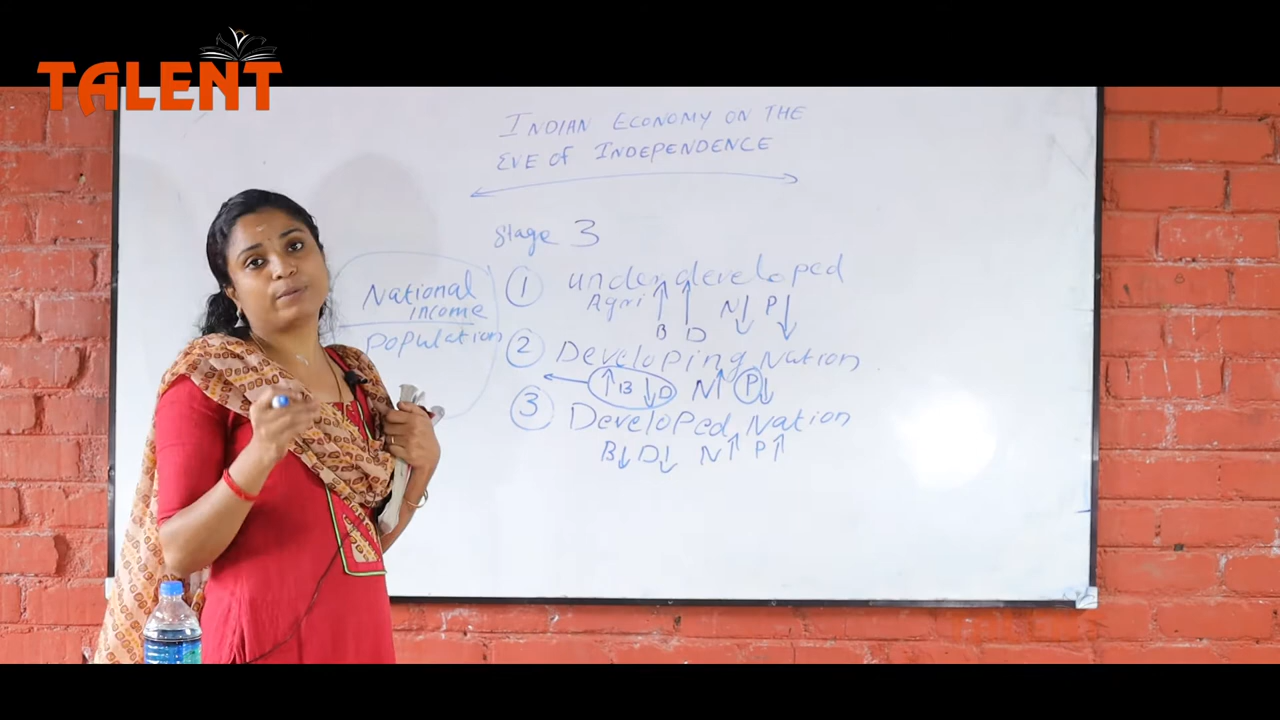 TALENT
INDIAN ECONOMY ON THE
EVE OF INDEPENDENCE
Stage 3
National
income
Population
① underdeveloped
Agri ↑ ↑ N↓ P↓
B D
② Developing Nation
↑B ↓D N↑ P↓
③ Developed Nation
B↓ D↓ N↑ P↑